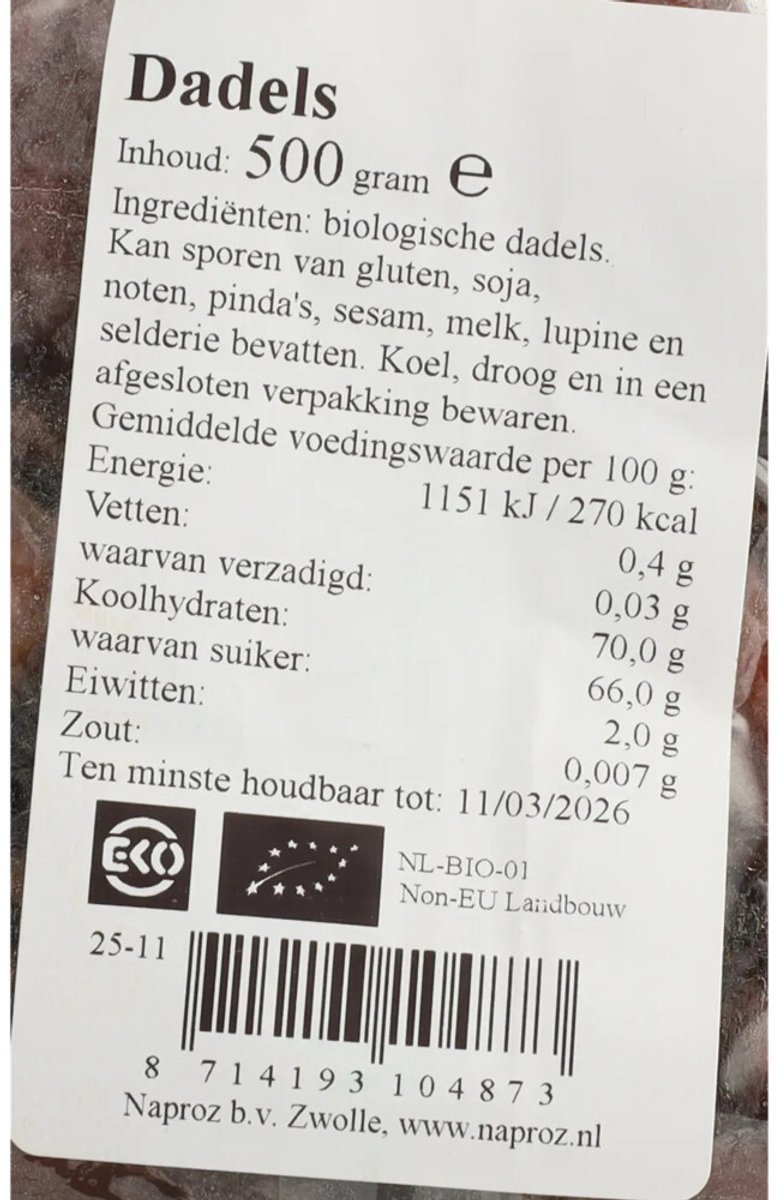 Dadels
Inhoud: 500 gram ℮
Ingrediënten: biologische dadels.
Kan sporen van gluten, soja,
noten, pinda's, sesam, melk, lupine en
selderie bevatten. Koel, droog en in een
afgesloten verpakking bewaren.
Gemiddelde voedingswaarde per 100 g:
Energie: 1151 kJ / 270 kcal
Vetten: 0,4 g
waarvan verzadigd: 0,03 g
Koolhydraten: 70,0 g
waarvan suiker: 66,0 g
Eiwitten: 2,0 g
Zout: 0,007 g
Ten minste houdbaar tot: 11/03/2026
EKO
NL-BIO-01
Non-EU Landbouw
25-11
8 714193 104873
Naproz b.v. Zwolle, www.naproz.nl